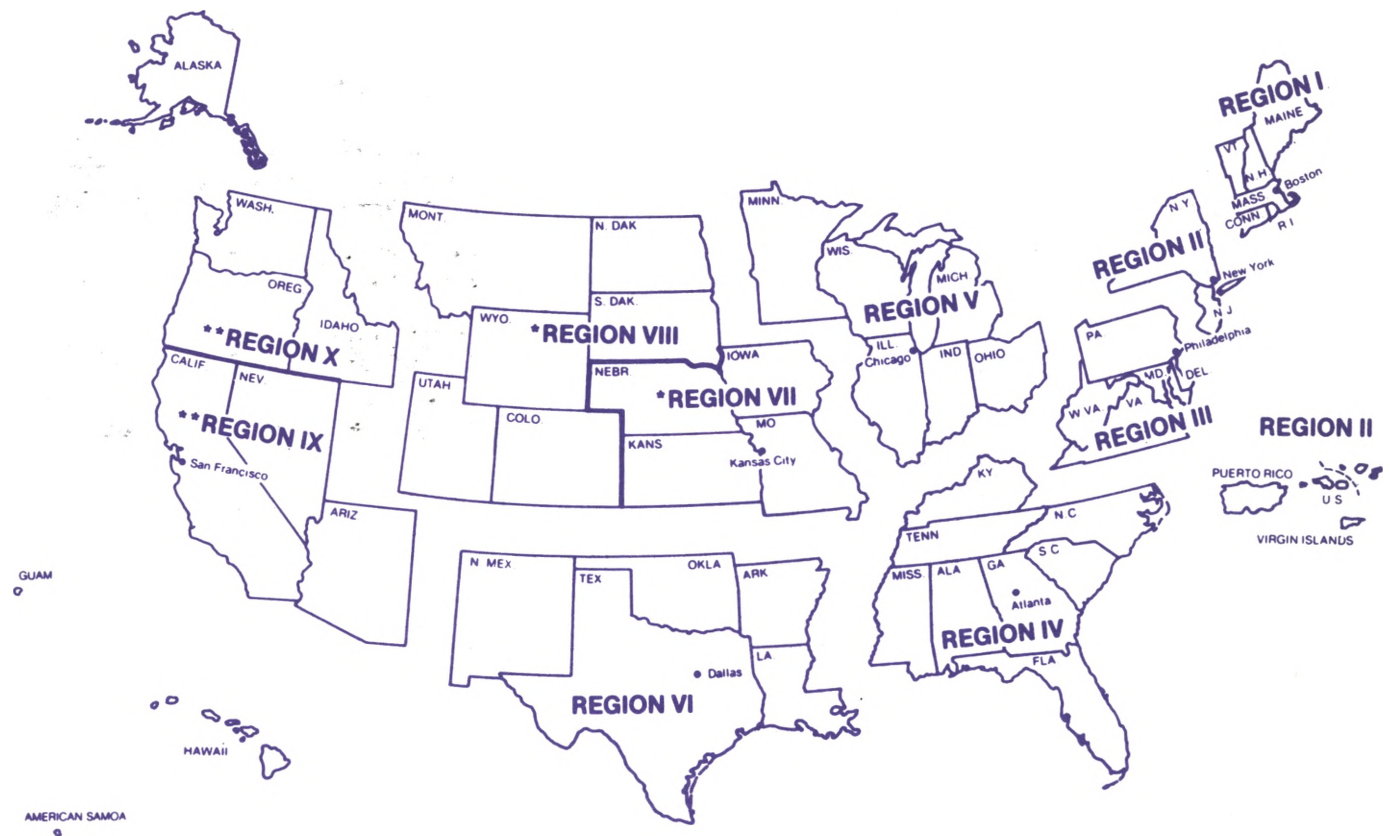 ALASKA
REGION I
MAINE
VT
N H
Boston
MASS
CONN
R I
WASH.
MONT.
N. DAK
MINN
N Y
WIS.
REGION II
MICH
New York
OREG
S. DAK.
REGION V
IDAHO
WYO.
*REGION VIII
N J
**REGION X
PA
Philadelphia
CALIF
NEV.
UTAH
NEBR.
IOWA
ILL.
Chicago
IND
OHIO
MD.
DEL
*REGION VII
W VA.
VA
**REGION IX
COLO
MO
REGION III
REGION II
KANS
San Francisco
Kansas City
KY
PUERTO RICO
U S
VIRGIN ISLANDS
ARIZ
N C
TENN
S C
N MEX
TEX
OKLA
ARK
MISS
ALA
GA
GUAM
Atlanta
REGION IV
LA.
FLA
Dallas
REGION VI
HAWAII
AMERICAN SAMOA